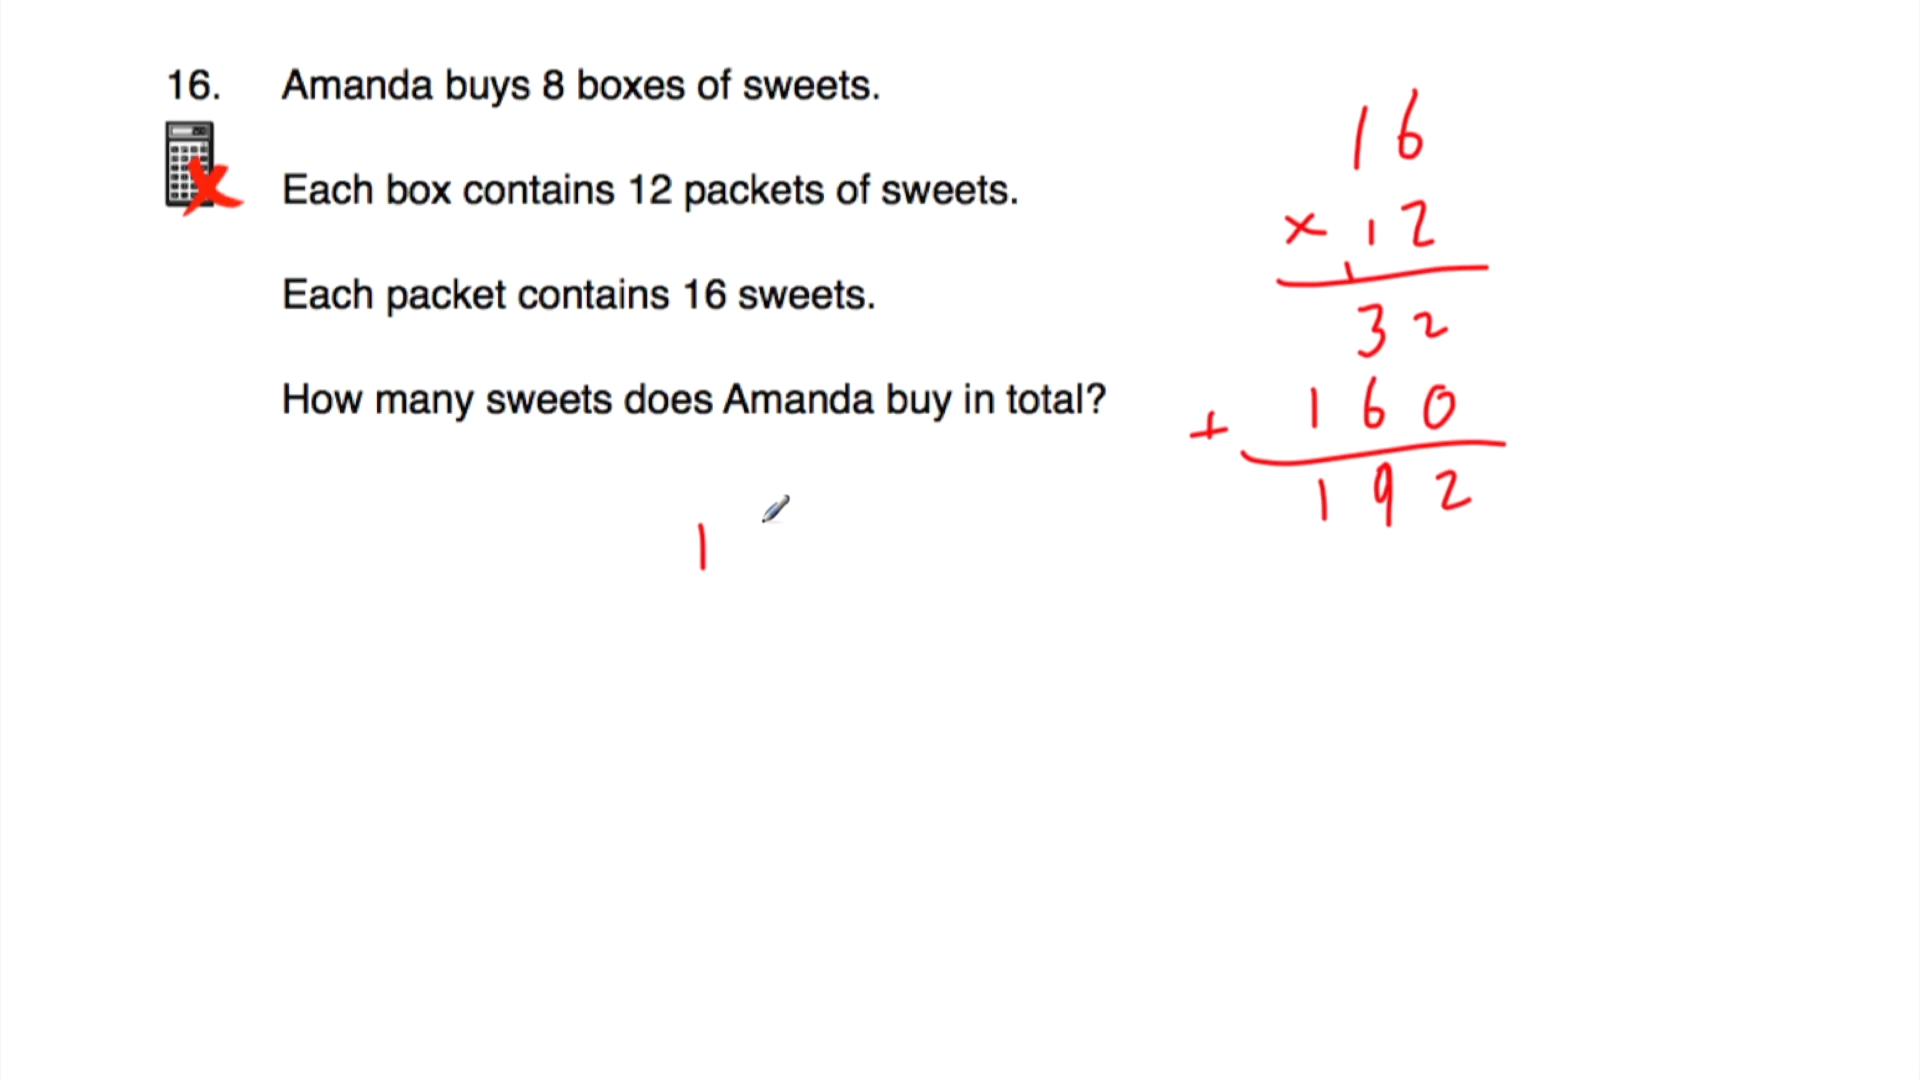 16. Amanda buys 8 boxes of sweets.
Each box contains 12 packets of sweets.
Each packet contains 16 sweets.
How many sweets does Amanda buy in total?
16
× 12
1
32
+ 160
192
1